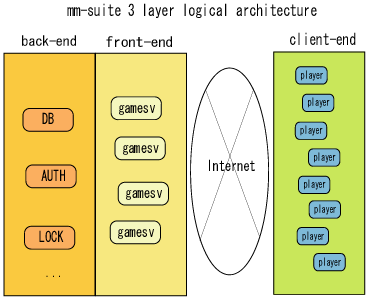 mm-suite 3 layer logical architecture
back-end
front-end
client-end
DB
AUTH
LOCK
...
gamesv
gamesv
gamesv
gamesv
Internet
player
player
player
player
player
player
player
player